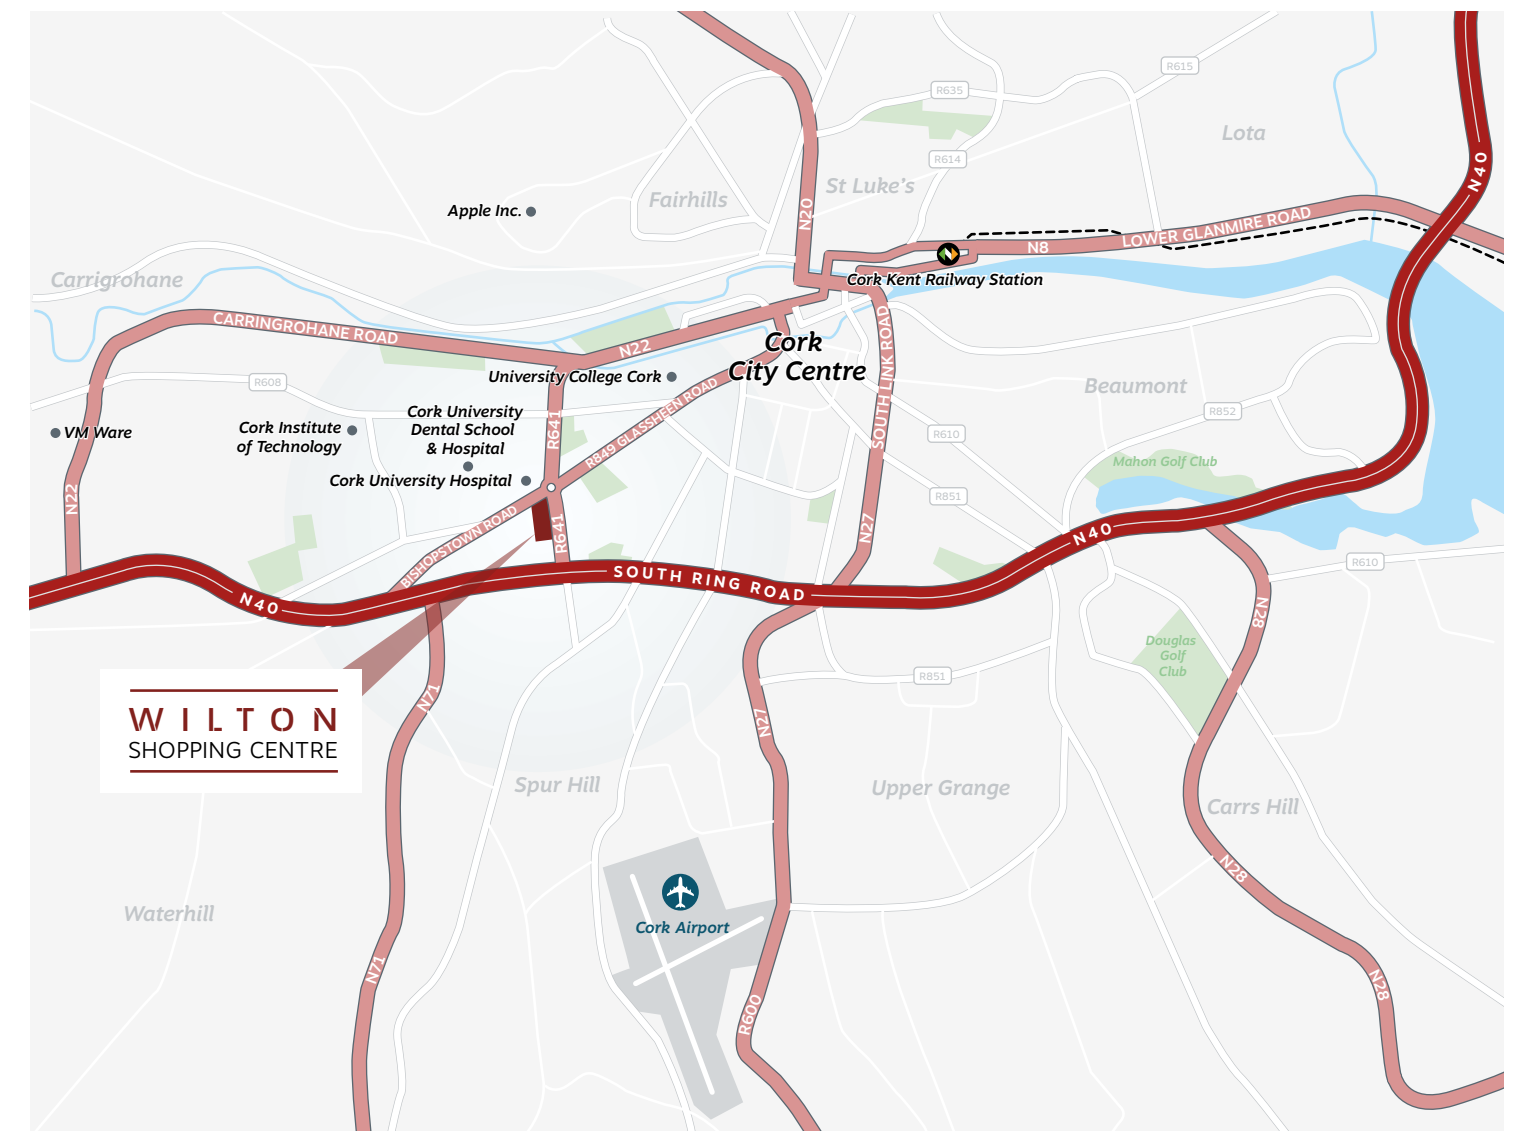 R615
R635
N40
Lota
R614
St Luke's
Fairhills
Apple Inc.
N20
LOWER GLANMIRE ROAD
N8
Carrigrohane
Cork Kent Railway Station
CARRINGROHANE ROAD
N22
Cork
City Centre
SOUTH LINK ROAD
University College Cork
R608
Beaumont
R852
Cork University
Dental School
& Hospital
R641
R849 GLASSHEEN ROAD
VM Ware
Cork Institute
of Technology
R610
Mahon Golf Club
Cork University Hospital
N22
R851
BISHOPSTOWN ROAD
R641
N27
N40
R610
SOUTH RING ROAD
N40
N28
Douglas
Golf
Club
R851
N71
N27
WILTON
SHOPPING CENTRE
Spur Hill
Upper Grange
Carrs Hill
N28
Waterhill
Cork Airport
N71
N28
R600